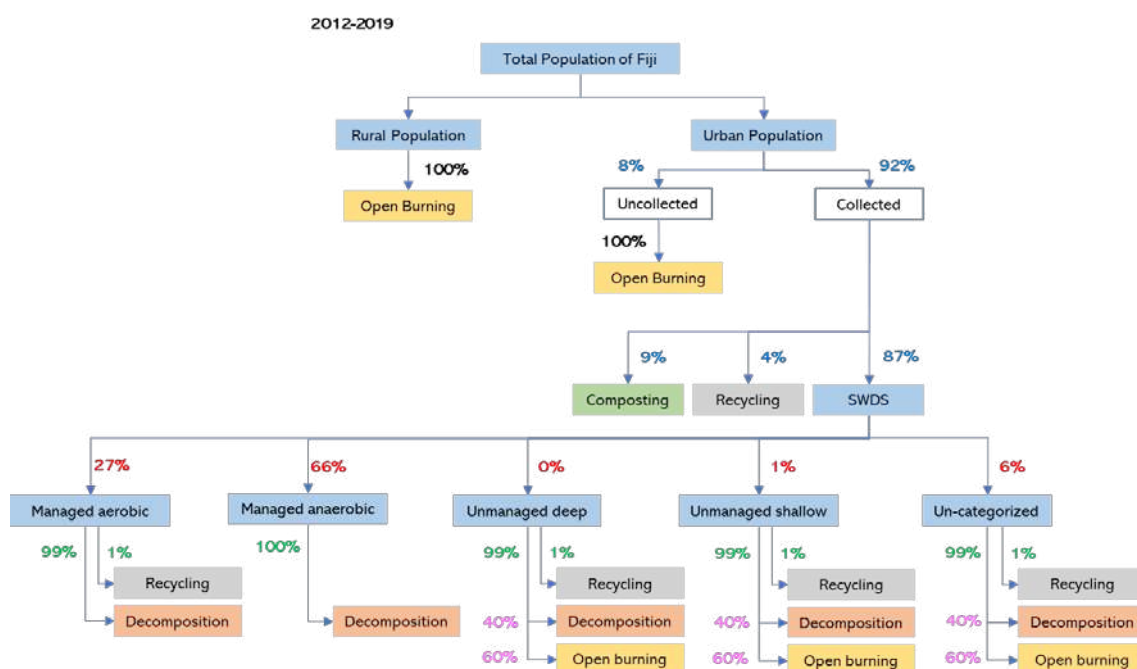 2012-2019
Total Population of Fiji
Rural Population
Urban Population
100%
8%
92%
Open Burning
Uncollected
Collected
100%
Open Burning
9%
4%
87%
Composting
Recycling
SWDS
27%
66%
0%
1%
6%
Managed aerobic
Managed anaerobic
Unmanaged deep
Unmanaged shallow
Un-categorized
99%
1%
100%
99%
1%
99%
1%
99%
1%
Recycling
Recycling
Recycling
Recycling
Decomposition
Decomposition
40%
Decomposition
40%
Decomposition
40%
Decomposition
60%
Open burning
60%
Open burning
60%
Open burning